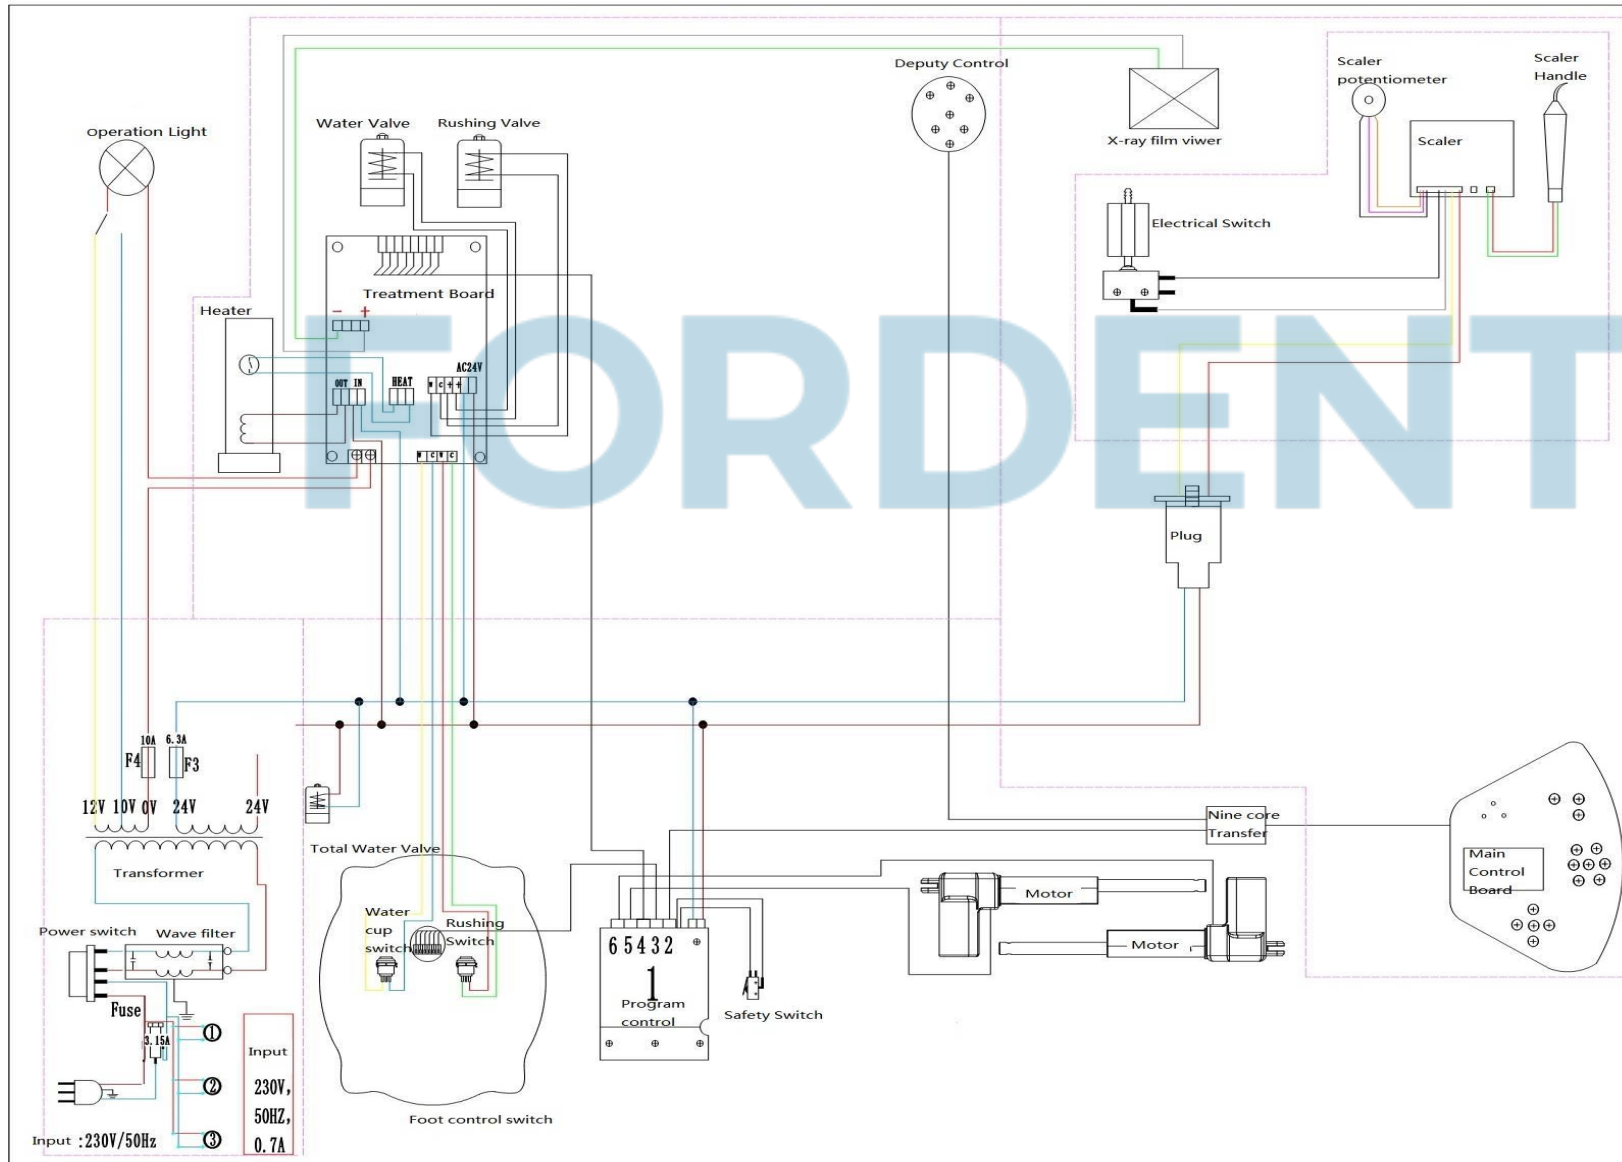 Deputy Control
Scaler
potentiometer
Scaler
Handle
Operation Light
Water Valve
Rushing Valve
X-ray film viwer
Scaler
Electrical Switch
Treatment Board
Heater
- +
AC24V
OUT IN
HEAT
W C + +
W C W C
FORDENT
Plug
10A
6.3A
F4
F3
12V 10V 0V 24V
24V
Transformer
Total Water Valve
Nine core
Transfer
Main
Control
Board
Motor
Motor
Power switch
Wave filter
Water
cup
switch
Rushing
Switch
6 5 4 3 2
1
Program
control
Safety Switch
Fuse
3.15A
①
②
③
Input
230V,
50HZ,
0.7A
Input :230V/50Hz
Foot control switch